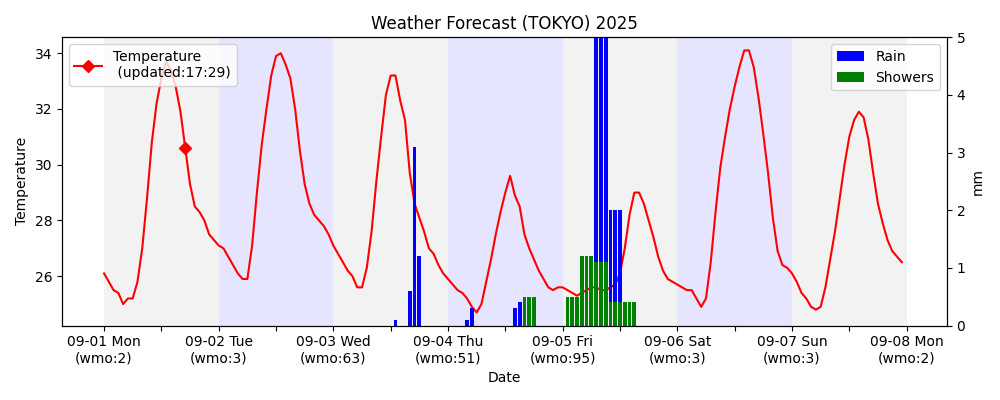 Weather Forecast (TOKYO) 2025
Temperature
(updated:17:29)
Rain
Showers
34
32
30
28
26
Temperature
5
4
3
2
1
0
mm
09-01 Mon 09-02 Tue 09-03 Wed 09-04 Thu 09-05 Fri 09-06 Sat 09-07 Sun 09-08 Mon
(wmo:2) (wmo:3) (wmo:63) (wmo:51) (wmo:95) (wmo:3) (wmo:3) (wmo:2)
Date